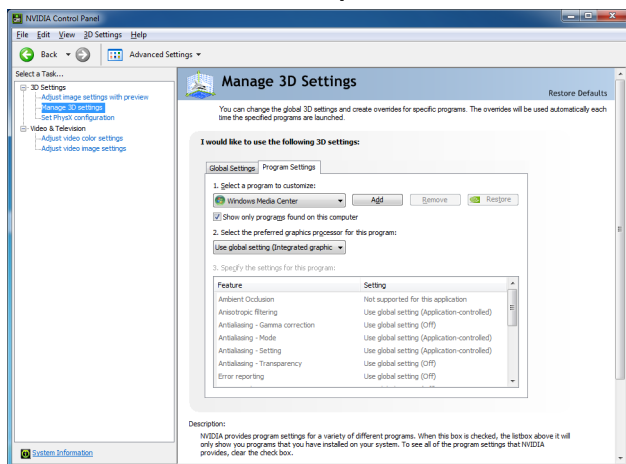 NVIDIA Control Panel
File Edit View 3D Settings Help
Back Advanced Settings
Select a Task...
3D Settings
Adjust image settings with preview
Manage 3D settings
Set PhysX configuration
Video & Television
Adjust video color settings
Adjust video image settings
System Information
Manage 3D Settings
Restore Defaults
You can change the global 3D settings and create overrides for specific programs. The overrides will be used automatically each
time the specified programs are launched.
I would like to use the following 3D settings:
Global Settings Program Settings
1. Select a program to customize:
Windows Media Center Add Remove Restore
Show only programs found on this computer
2. Select the preferred graphics processor for this program:
Use global setting (Integrated graphic
3. Specify the settings for this program:
Feature Setting
Ambient Occlusion Not supported for this application
Anisotropic filtering Use global setting (Application-controlled)
Antialiasing - Gamma correction Use global setting (Off)
Antialiasing - Mode Use global setting (Application-controlled)
Antialiasing - Setting Use global setting (Application-controlled)
Antialiasing - Transparency Use global setting (Off)
Error reporting Use global setting (Off)
Description:
NVIDIA provides program settings for a variety of different programs. When this box is checked, the listbox above it will
only show you programs that you have installed on your system. To see all of the program settings that NVIDIA
provides, clear the check box.